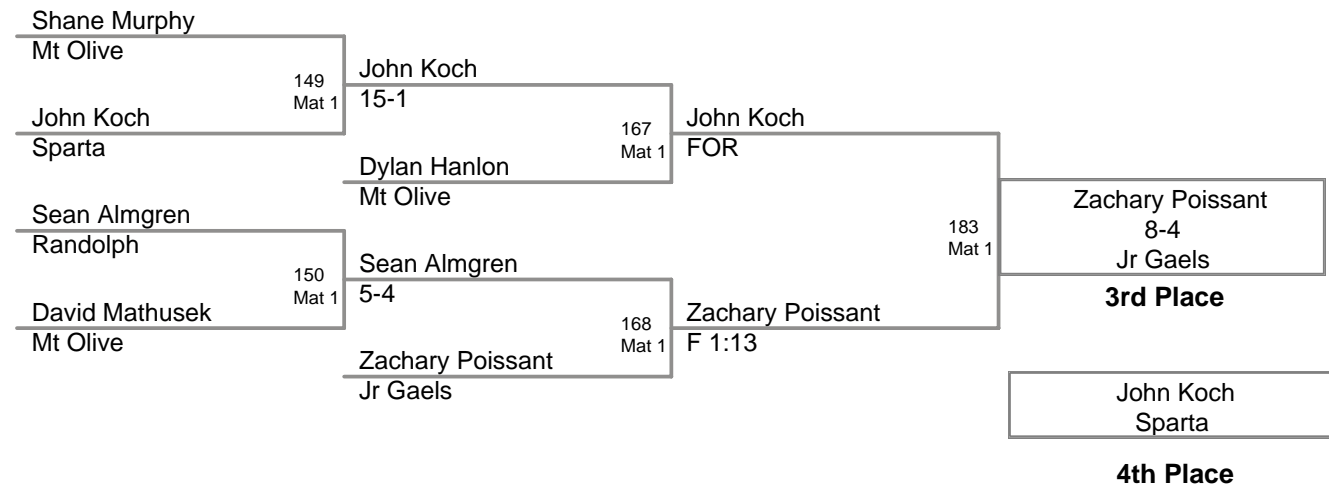 Shane Murphy
Mt Olive
149
Mat 1
John Koch
15-1
John Koch
Sparta
167
Mat 1
John Koch
FOR
Dylan Hanlon
Mt Olive
Sean Almgren
Randolph
183
Mat 1
Zachary Poissant
8-4
Jr Gaels
3rd Place
150
Mat 1
Sean Almgren
5-4
David Mathusek
Mt Olive
168
Mat 1
Zachary Poissant
F 1:13
Zachary Poissant
Jr Gaels
John Koch
Sparta
4th Place